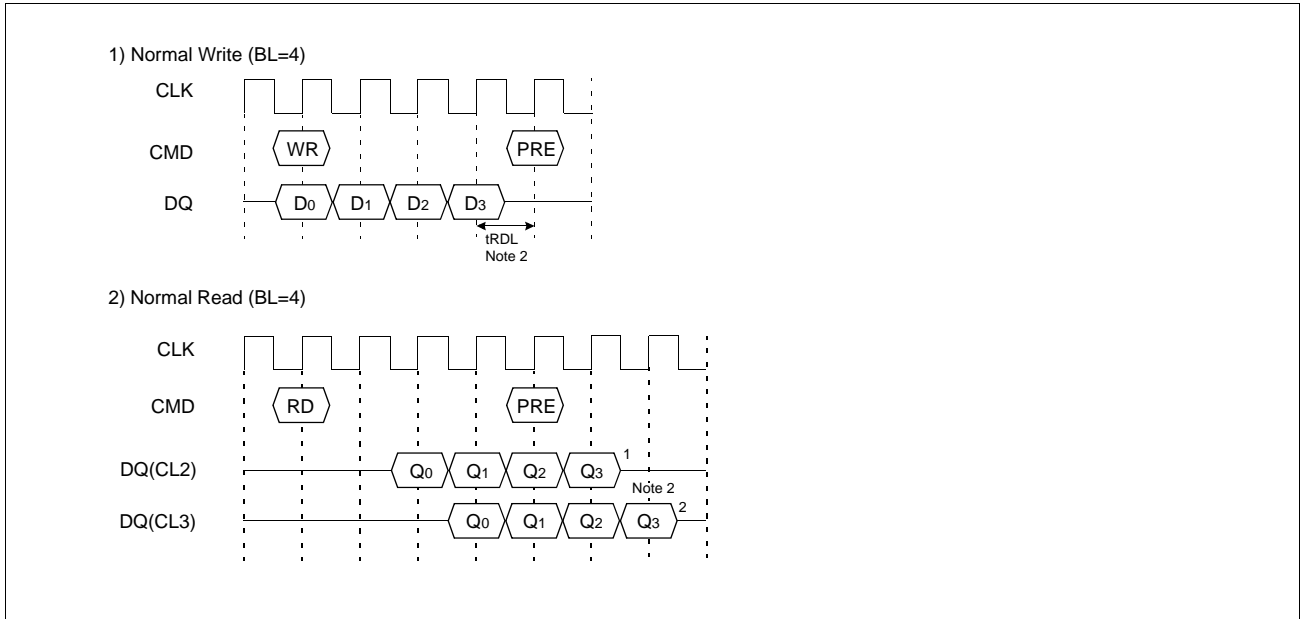 1) Normal Write (BL=4)
CLK
CMD WR PRE
DQ D0 D1 D2 D3
tRDL
Note 2
2) Normal Read (BL=4)
CLK
CMD RD PRE
DQ(CL2) Q0 Q1 Q2 Q3 1
Note 2
DQ(CL3) Q0 Q1 Q2 Q3 2